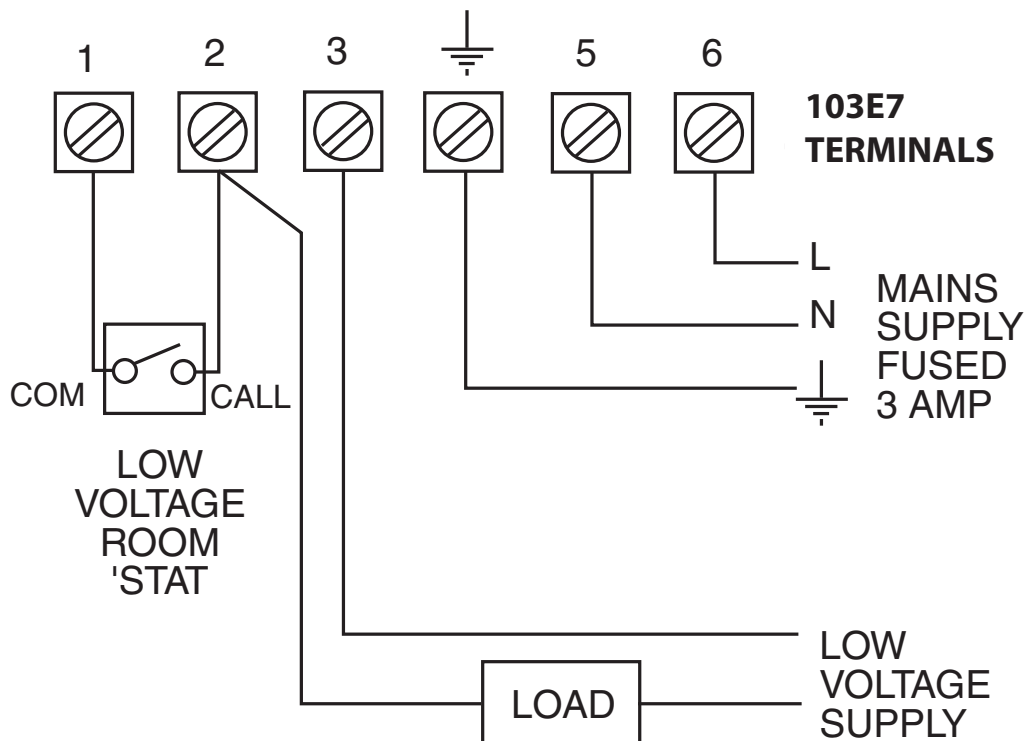 1 2 3 5 6
103E7
TERMINALS
L
N
MAINS
SUPPLY
FUSED
3 AMP
COM
CALL
LOW
VOLTAGE
ROOM
'STAT
LOAD
LOW
VOLTAGE
SUPPLY